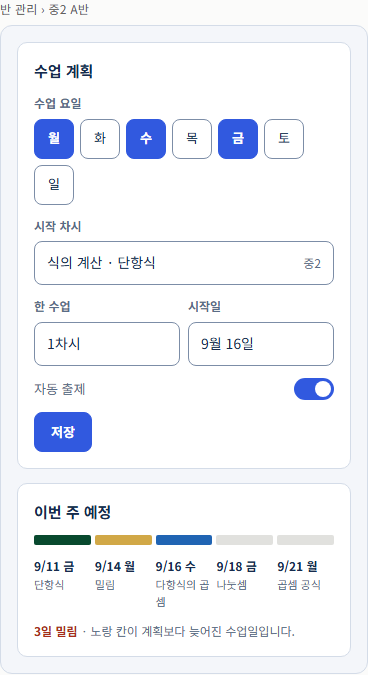 반 관리 › 중2 A반
수업 계획
수업 요일
월 화 수 목 금 토
일
시작 차시
식의 계산 · 단항식 중2
한 수업 시작일
1차시 9월 16일
자동 출제
저장
이번 주 예정
9/11 금 9/14 월 9/16 수 9/18 금 9/21 월
단항식 밀림 다항식의 곱 나눗셈 곱셈 공식
셈
3일 밀림 · 노랑 칸이 계획보다 늦어진 수업일입니다.